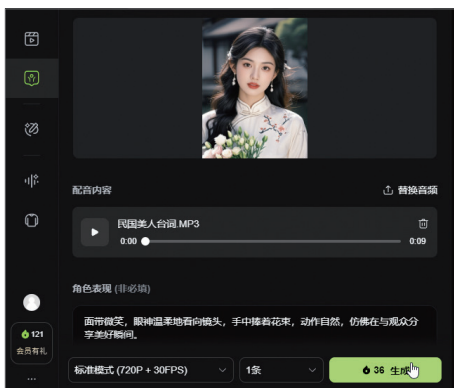 配音内容
替换音频
民国美人台词.MP3
0:00
0:09
角色表现 (非必填)
面带微笑，眼神温柔地看向镜头，手中捧着花束，动作自然，仿佛在与观众分
享美好瞬间。
121
会员有礼
...
标准模式 (720P + 30FPS)
1条
36 生成